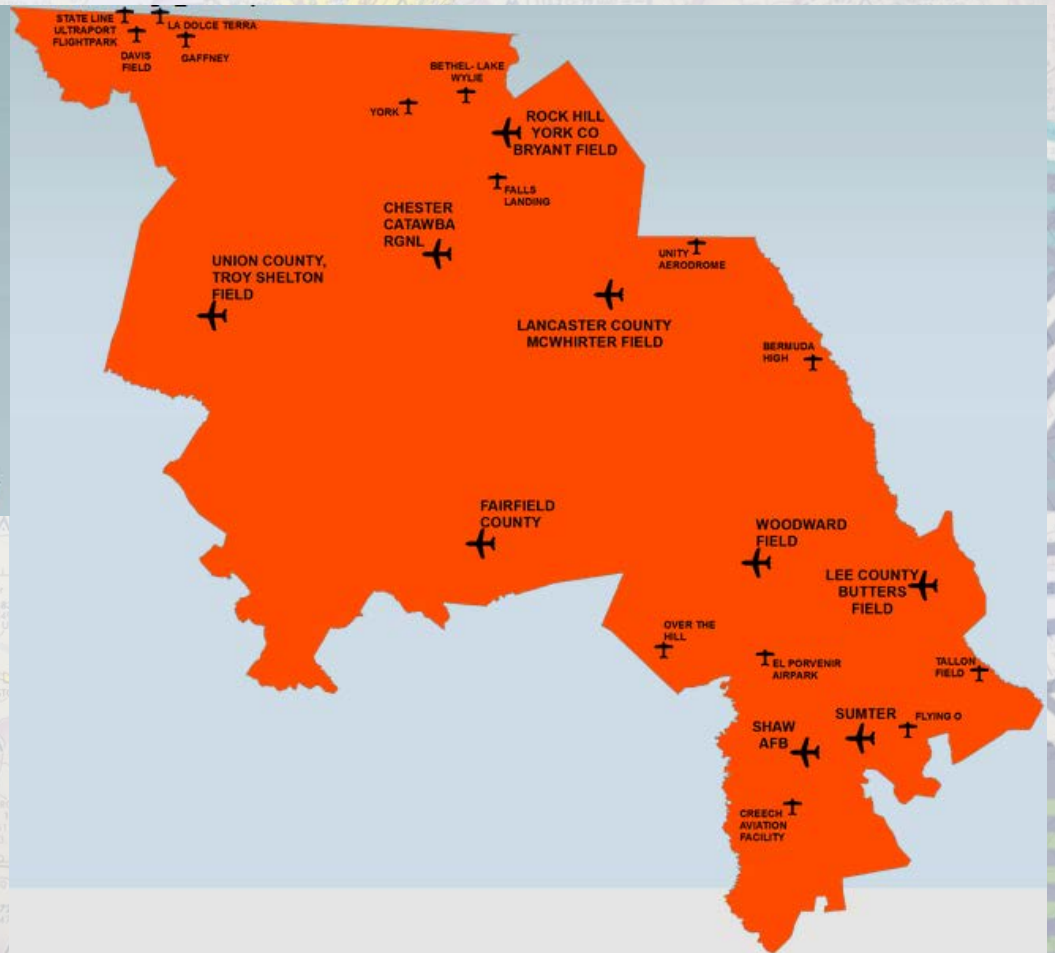 STATE LINE
ULTRAPORT
FLIGHTPARK
LA DOLCE TERRA
DAVIS
FIELD
GAFFNEY
BETHEL- LAKE
WYLIE
YORK
ROCK HILL
YORK CO
BRYANT FIELD
FALLS
LANDING
CHESTER
CATAWBA
RGNL
UNITY
AERODROME
UNION COUNTY,
TROY SHELTON
FIELD
LANCASTER COUNTY
MCWHIRTER FIELD
BERMUDA
HIGH
FAIRFIELD
COUNTY
WOODWARD
FIELD
LEE COUNTY
BUTTERS
FIELD
OVER THE
HILL
EL PORVENIR
AIRPARK
TALLON
FIELD
SHAW
AFB
SUMTER
FLYING O
CREECH
AVIATION
FACILITY